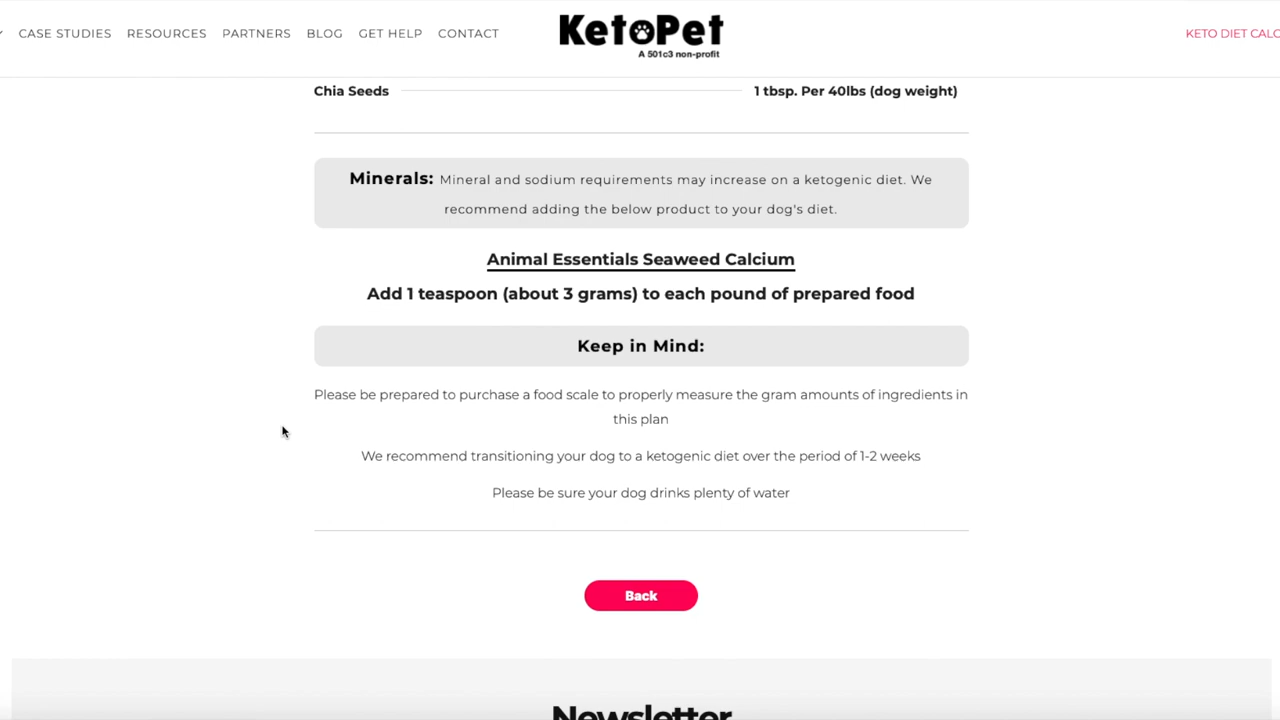 CASE STUDIES RESOURCES PARTNERS BLOG GET HELP CONTACT
KetoPet
A 501c3 non-profit
KETO DIET CALC
Chia Seeds 1 tbsp. Per 40lbs (dog weight)
Minerals: Mineral and sodium requirements may increase on a ketogenic diet. We
recommend adding the below product to your dog's diet.
Animal Essentials Seaweed Calcium
Add 1 teaspoon (about 3 grams) to each pound of prepared food
Keep in Mind:
Please be prepared to purchase a food scale to properly measure the gram amounts of ingredients in
this plan
We recommend transitioning your dog to a ketogenic diet over the period of 1-2 weeks
Please be sure your dog drinks plenty of water
Back
Newsletter